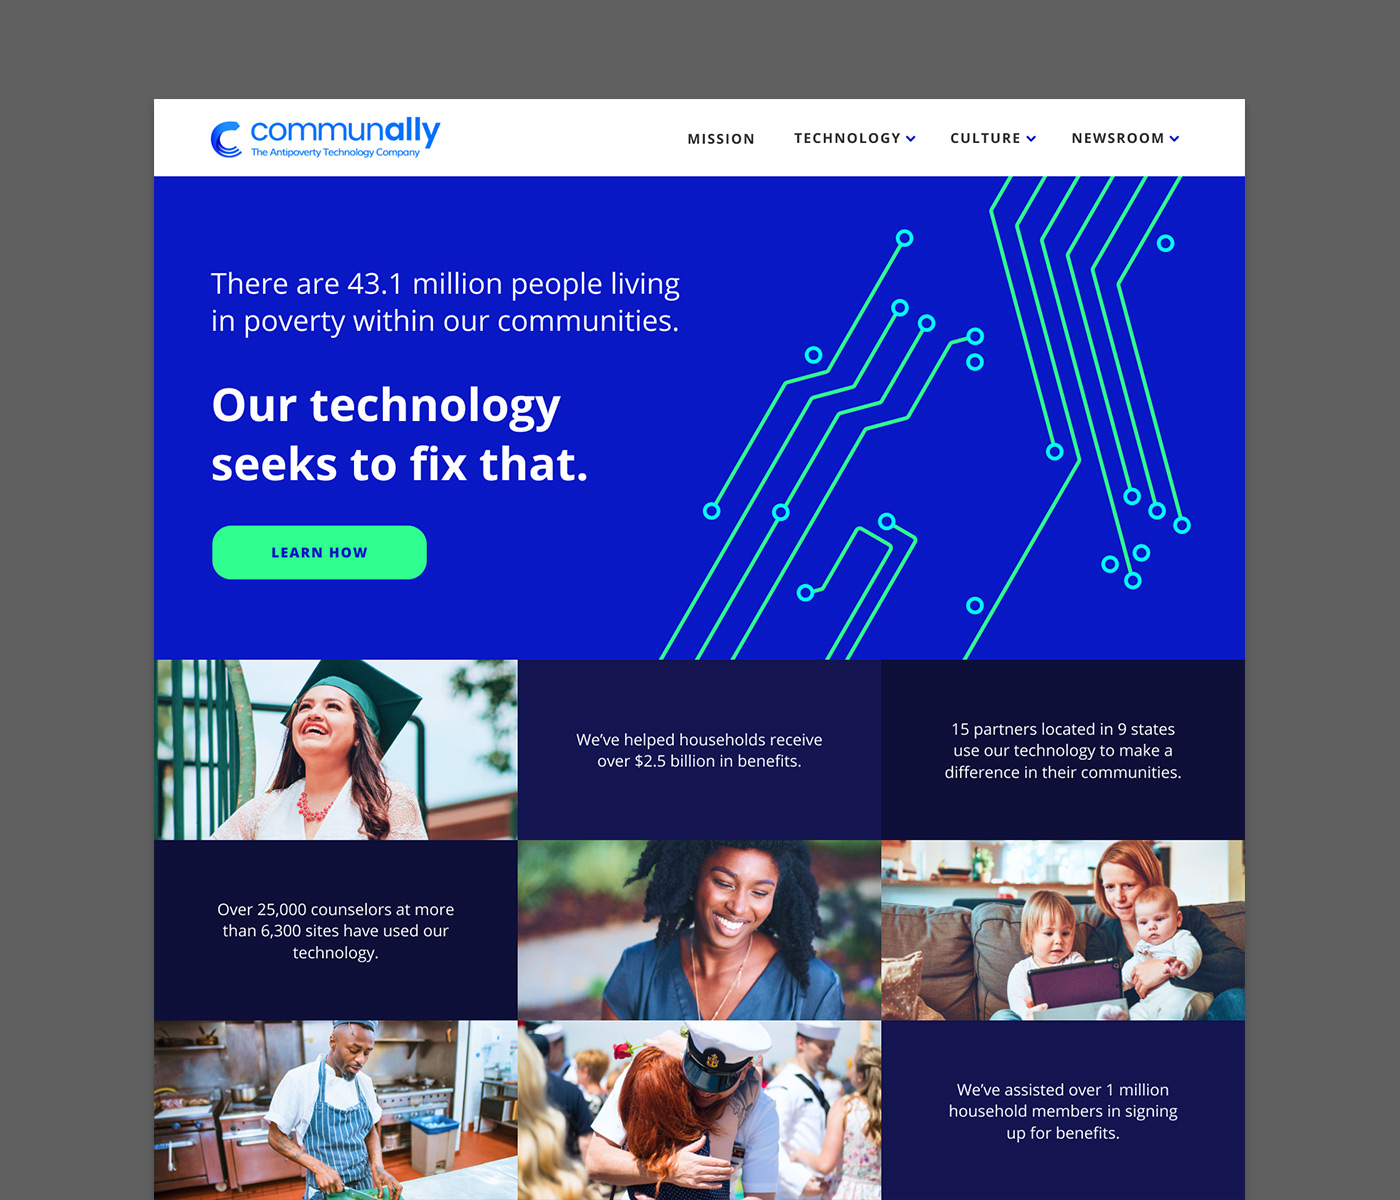 communally
The Antipoverty Technology Company
MISSION
TECHNOLOGY
CULTURE
NEWSROOM
There are 43.1 million people living
in poverty within our communities.
Our technology
seeks to fix that.
LEARN HOW
We’ve helped households receive
over $2.5 billion in benefits.
15 partners located in 9 states
use our technology to make a
difference in their communities.
Over 25,000 counselors at more
than 6,300 sites have used our
technology.
We’ve assisted over 1 million
household members in signing
up for benefits.